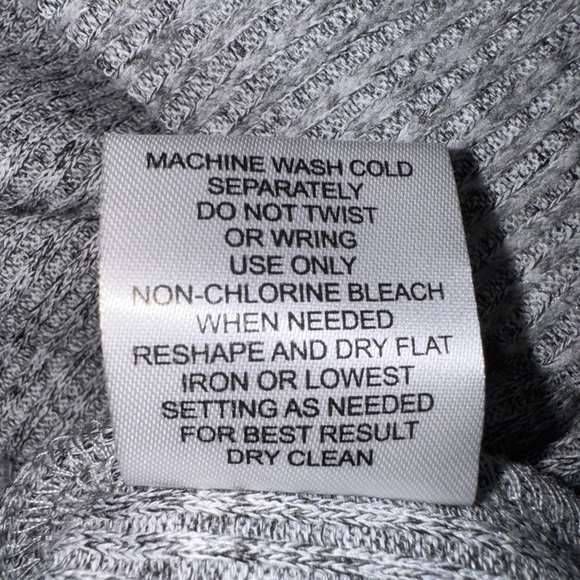 MACHINE WASH COLD
SEPARATELY
DO NOT TWIST
OR WRING
USE ONLY
NON-CHLORINE BLEACH
WHEN NEEDED
RESHAPE AND DRY FLAT
IRON OR LOWEST
SETTING AS NEEDED
FOR BEST RESULT
DRY CLEAN